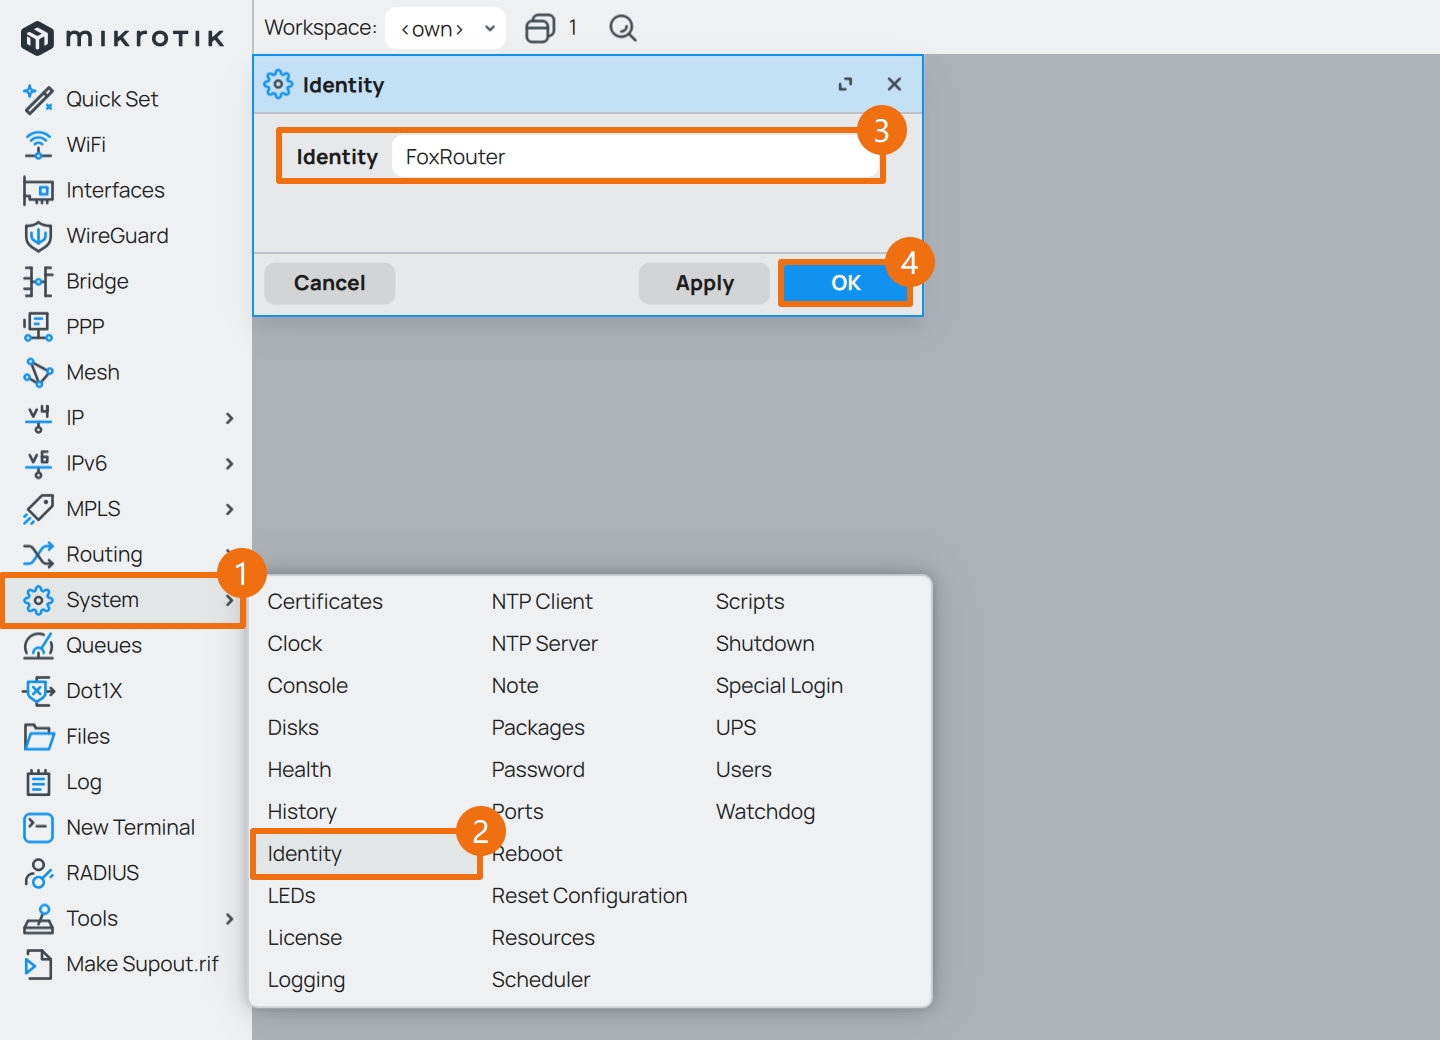 mikrotik
Workspace: <own> 1
Quick Set
WiFi
Interfaces
WireGuard
Bridge
PPP
Mesh
v4 IP
v6 IPv6
MPLS
Routing
System
Queues
Dot1X
Files
Log
New Terminal
RADIUS
Tools
Make Supout.rif
Identity
3
Identity FoxRouter
4
Cancel Apply OK
1
Certificates
Clock
Console
Disks
Health
History
2
Identity
LEDs
License
Logging
NTP Client
NTP Server
Note
Packages
Password
Ports
Reboot
Reset Configuration
Resources
Scheduler
Scripts
Shutdown
Special Login
UPS
Users
Watchdog